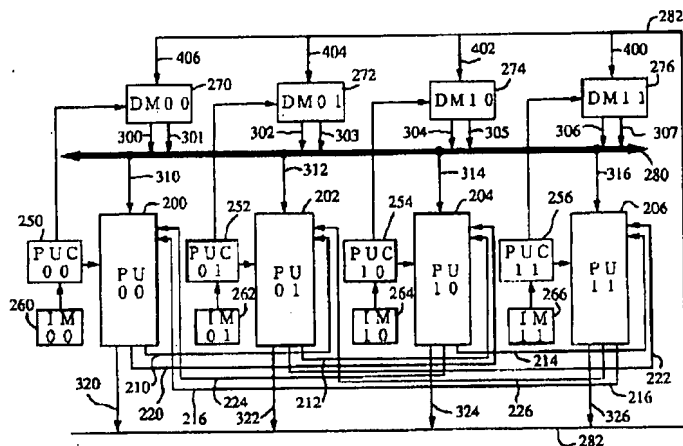 282
406 404 402 400
270 272 274 276
DM00 DM01 DM10 DM11
300 301 302 303 304 305 306 307
280
310 312 314 316
200 202 204 206
250 252 254 256
PUC 00 PUC 01 PUC 10 PUC 11
PU 00 PU 01 PU 10 PU 11
260 262 264 266
IM 00 IM 01 IM 10 IM 11
210 212 214 222
320 220 224 226 216
216 322 324 326
282